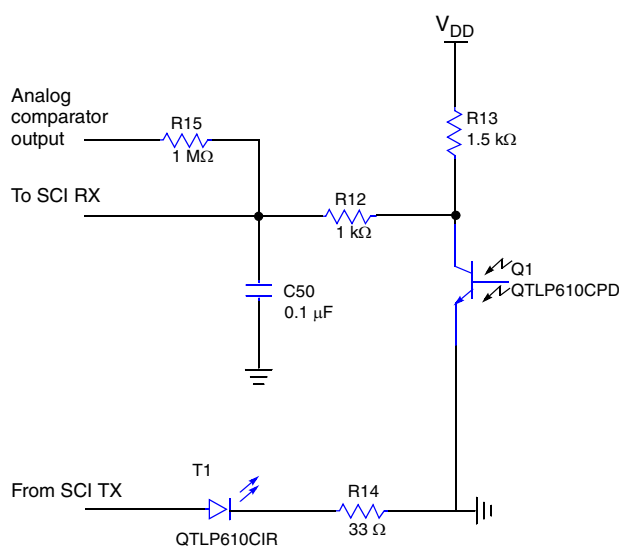 VDD
Analog
comparator
output
R15
1 MΩ
R13
1.5 kΩ
To SCI RX
R12
1 kΩ
C50
0.1 μF
Q1
QTLP610CPD
T1
From SCI TX
QTLP610CIR
R14
33 Ω